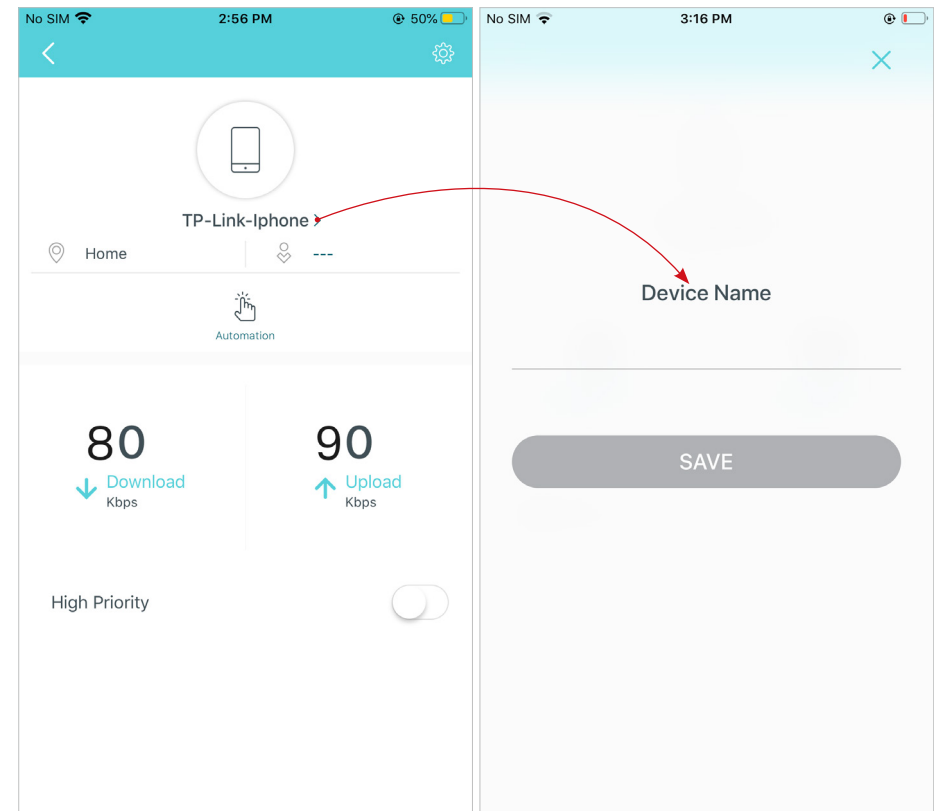 No SIM 2:56 PM 50%
TP-Link-Iphone >
Home ---
Automation
80 90
Download Upload
Kbps Kbps
High Priority
No SIM 3:16 PM
Device Name
SAVE